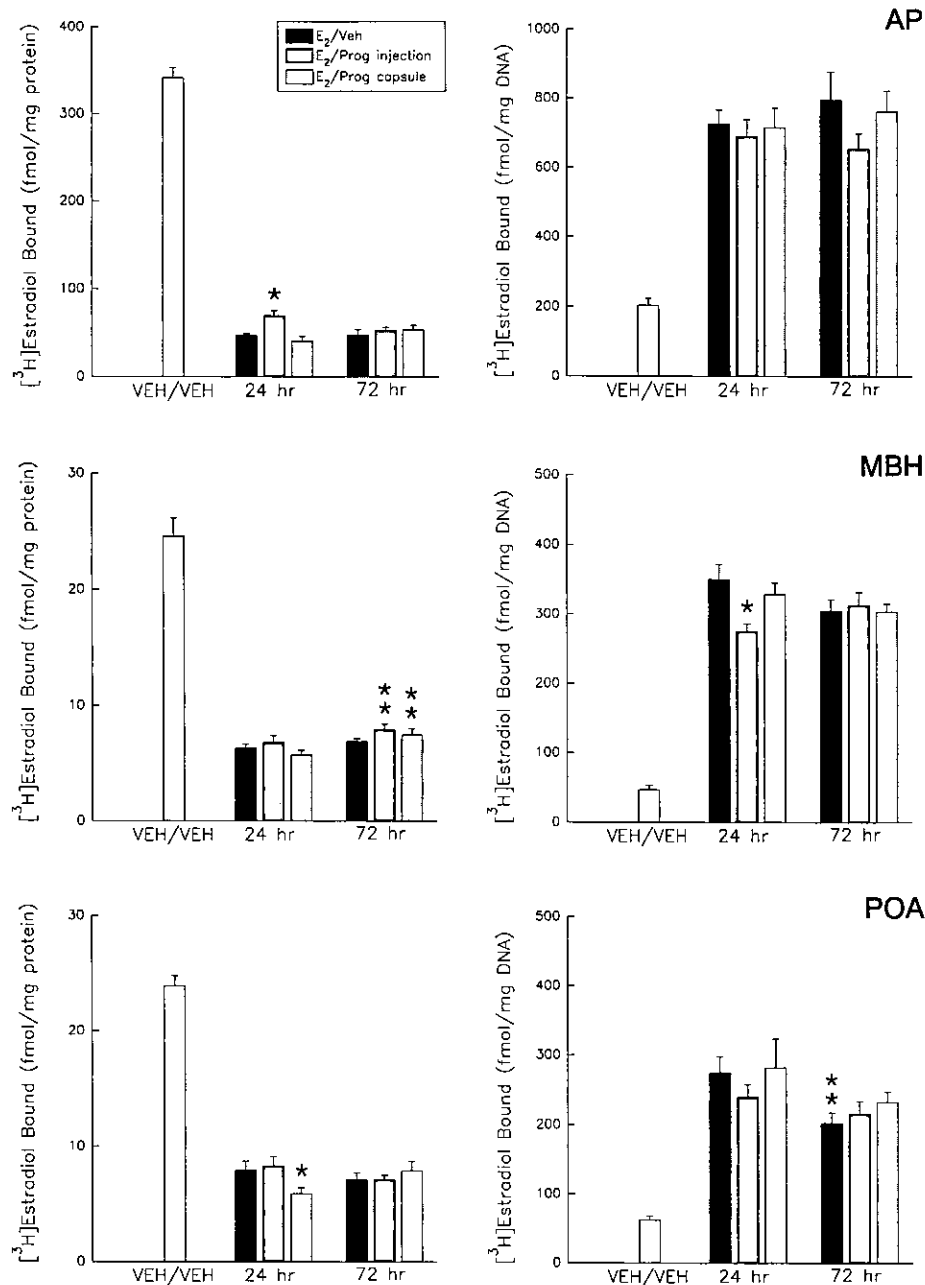 AP
[³H]Estradiol Bound (fmol/mg protein)
400
300
200
100
0
E₂/Veh
E₂/Prog injection
E₂/Prog capsule
*
VEH/VEH 24 hr 72 hr
[³H]Estradiol Bound (fmol/mg DNA)
1000
800
600
400
200
0
VEH/VEH 24 hr 72 hr
MBH
[³H]Estradiol Bound (fmol/mg protein)
30
20
10
0
* *
* *
VEH/VEH 24 hr 72 hr
[³H]Estradiol Bound (fmol/mg DNA)
500
400
300
200
100
0
*
VEH/VEH 24 hr 72 hr
POA
[³H]Estradiol Bound (fmol/mg protein)
30
20
10
0
*
VEH/VEH 24 hr 72 hr
[³H]Estradiol Bound (fmol/mg DNA)
500
400
300
200
100
0
*
*
VEH/VEH 24 hr 72 hr